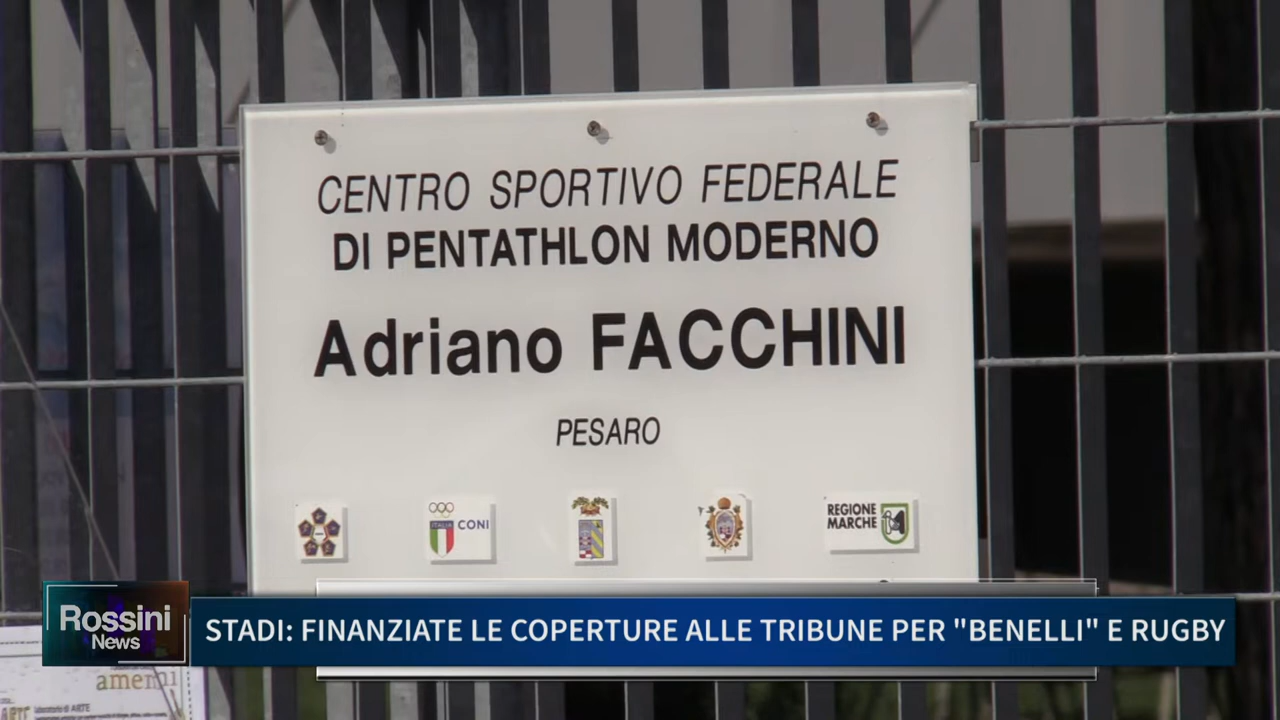 CENTRO SPORTIVO FEDERALE
DI PENTATHLON MODERNO
Adriano FACCHINI
PESARO
ITALIA CONI
REGIONE
MARCHE
Rossini
News
STADI: FINANZIATE LE COPERTURE ALLE TRIBUNE PER "BENELLI" E RUGBY